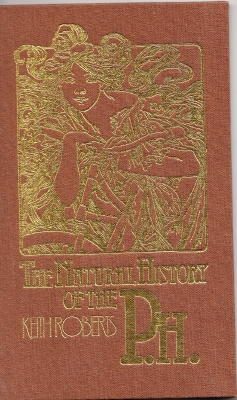 THE NATURAL HISTORY
OF THE
KEITH ROBERTS
P.H.